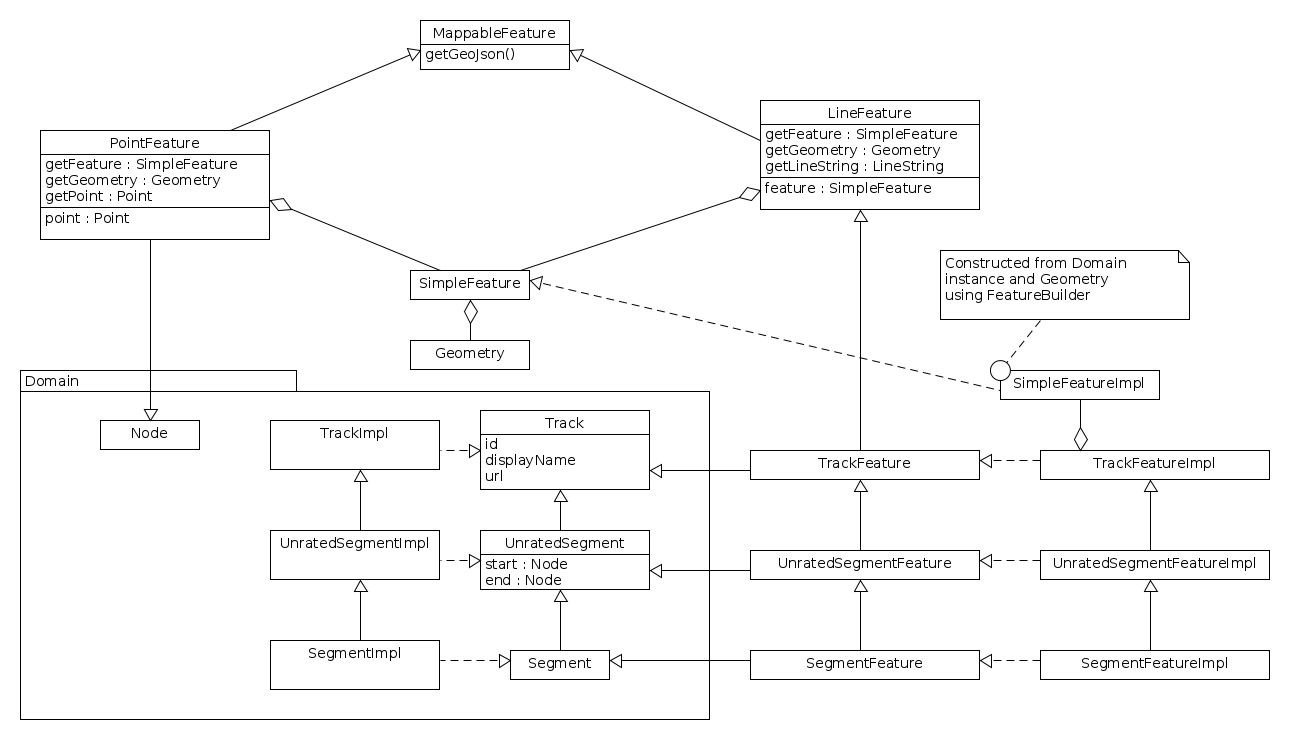 MappableFeature
getGeoJson()
LineFeature
getFeature : SimpleFeature
getGeometry : Geometry
getLineString : LineString
feature : SimpleFeature
PointFeature
getFeature : SimpleFeature
getGeometry : Geometry
getPoint : Point
point : Point
SimpleFeature
Geometry
Constructed from Domain
instance and Geometry
using FeatureBuilder
SimpleFeatureImpl
Domain
Node
TrackImpl
Track
id
displayName
url
TrackFeature
TrackFeatureImpl
UnratedSegmentImpl
UnratedSegment
start : Node
end : Node
UnratedSegmentFeature
UnratedSegmentFeatureImpl
SegmentImpl
Segment
SegmentFeature
SegmentFeatureImpl